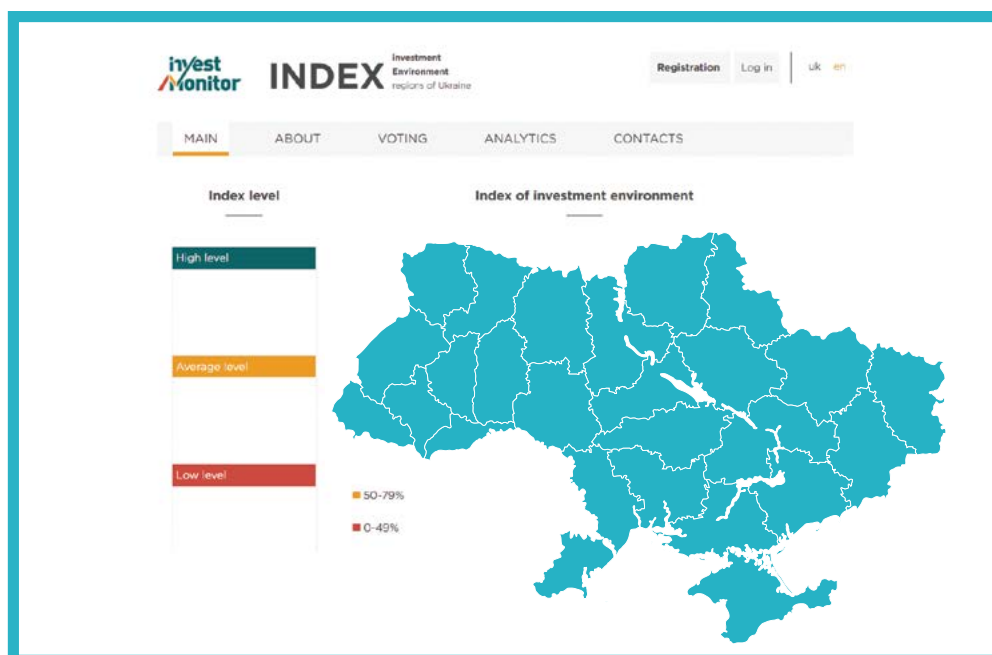 invest
Monitor
INDEX
Investment
Environment
regions of Ukraine
Registration
Log in
uk
en
MAIN
ABOUT
VOTING
ANALYTICS
CONTACTS
Index level
Index of investment environment
High level
Average level
Low level
50-79%
0-49%